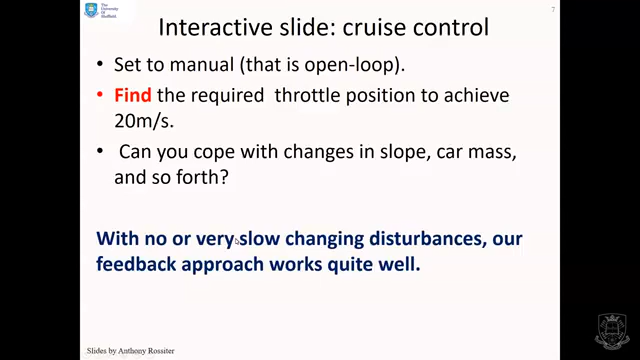 The
University
Of
Sheffield.
7
Interactive slide: cruise control
• Set to manual (that is open-loop).
• Find the required throttle position to achieve
20m/s.
• Can you cope with changes in slope, car mass,
and so forth?
With no or very slow changing disturbances, our
feedback approach works quite well.
Slides by Anthony Rossiter